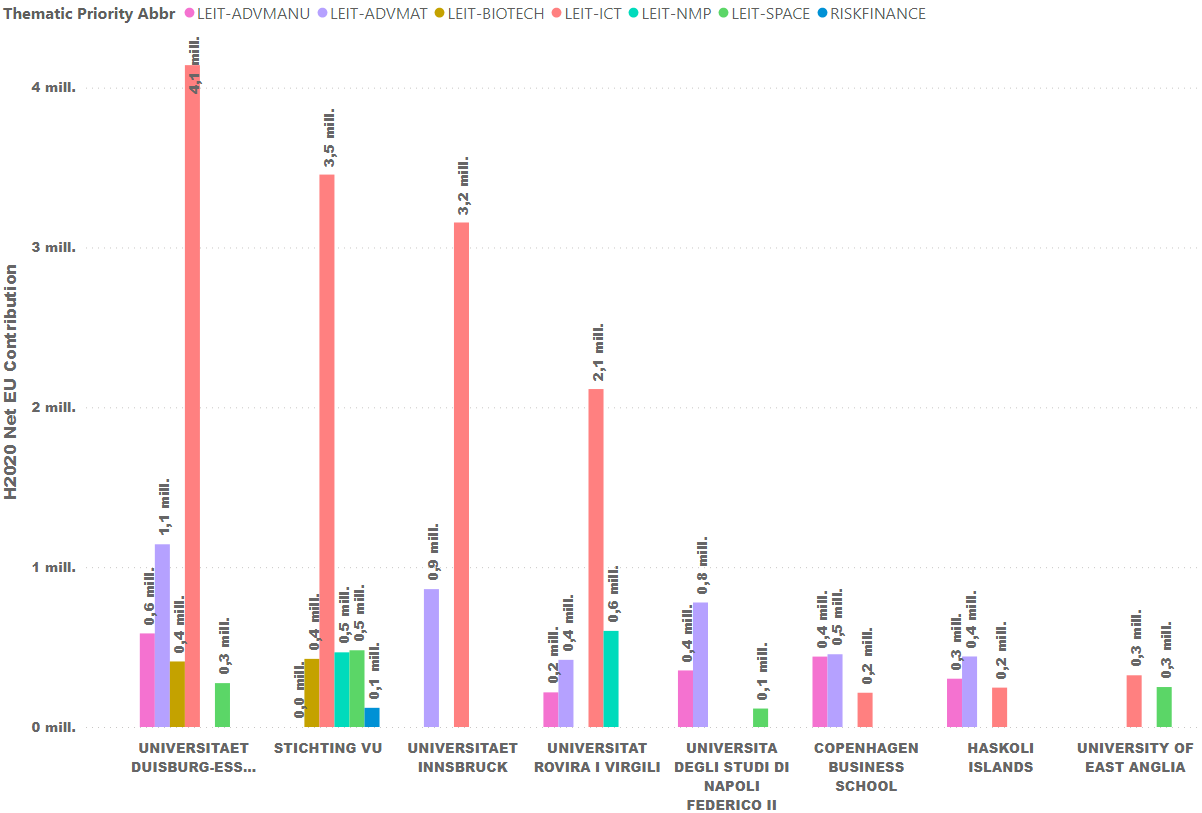 Thematic Priority Abbr LEIT-ADVMANU LEIT-ADVMAT LEIT-BIOTECH LEIT-ICT LEIT-NMP LEIT-SPACE RISKFINANCE
H2020 Net EU Contribution
4 mill.
3 mill.
2 mill.
1 mill.
0 mill.
0,6 mill.
1,1 mill.
0,4 mill.
4,1 mill.
0,3 mill.
0,0 mill.
0,4 mill.
3,5 mill.
0,5 mill.
0,5 mill.
0,1 mill.
0,9 mill.
3,2 mill.
0,2 mill.
0,4 mill.
2,1 mill.
0,6 mill.
0,4 mill.
0,8 mill.
0,1 mill.
0,4 mill.
0,5 mill.
0,2 mill.
0,3 mill.
0,4 mill.
0,2 mill.
0,3 mill.
0,3 mill.
UNIVERSITAET
DUISBURG-ESS...
STICHTING VU
UNIVERSITAET
INNSBRUCK
UNIVERSITAT
ROVIRA I VIRGILI
UNIVERSITA
DEGLI STUDI DI
NAPOLI
FEDERICO II
COPENHAGEN
BUSINESS
SCHOOL
HASKOLI
ISLANDS
UNIVERSITY OF
EAST ANGLIA